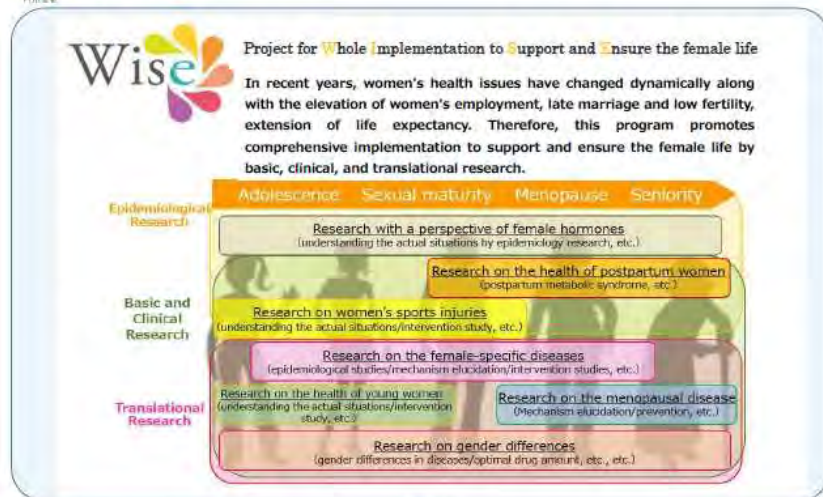 Wise
Project for Whole Implementation to Support and Ensure the female life
In recent years, women's health issues have changed dynamically along
with the elevation of women's employment, late marriage and low fertility,
extension of life expectancy. Therefore, this program promotes
comprehensive implementation to support and ensure the female life by
basic, clinical, and translational research.
Adolescence Sexual maturity Menopause Seniority
Epidemiological
Research
Research with a perspective of female hormones
(understanding the actual situations by epidemiology research, etc.)
Research on the health of postpartum women
(postpartum metabolic syndrome, etc.)
Basic and
Clinical
Research
Research on women's sports injuries
(understanding the actual situations/intervention study, etc.)
Research on the female-specific diseases
(epidemiological studies/mechanism elucidation/intervention studies, etc.)
Translational
Research
Research on the health of young women
(understanding the actual situations/intervention
study, etc.)
Research on the menopausal disease
(Mechanism elucidation/prevention, etc.)
Research on gender differences
(gender differences in diseases/optimal drug amount, etc., etc.)